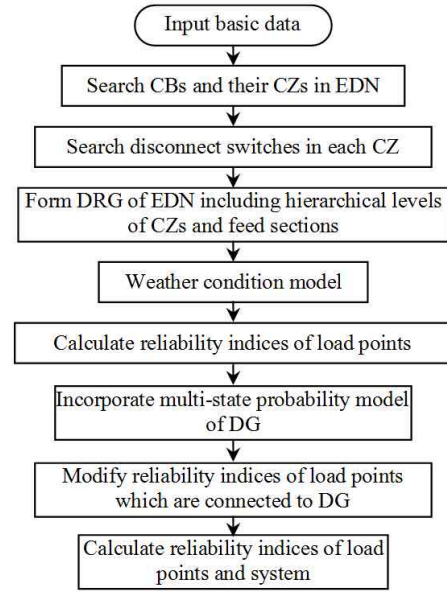 Input basic data
Search CBs and their CZs in EDN
Search disconnect switches in each CZ
Form DRG of EDN including hierarchical levels
of CZs and feed sections
Weather condition model
Calculate reliability indices of load points
Incorporate multi-state probability model
of DG
Modify reliability indices of load points
which are connected to DG
Calculate reliability indices of load
points and system